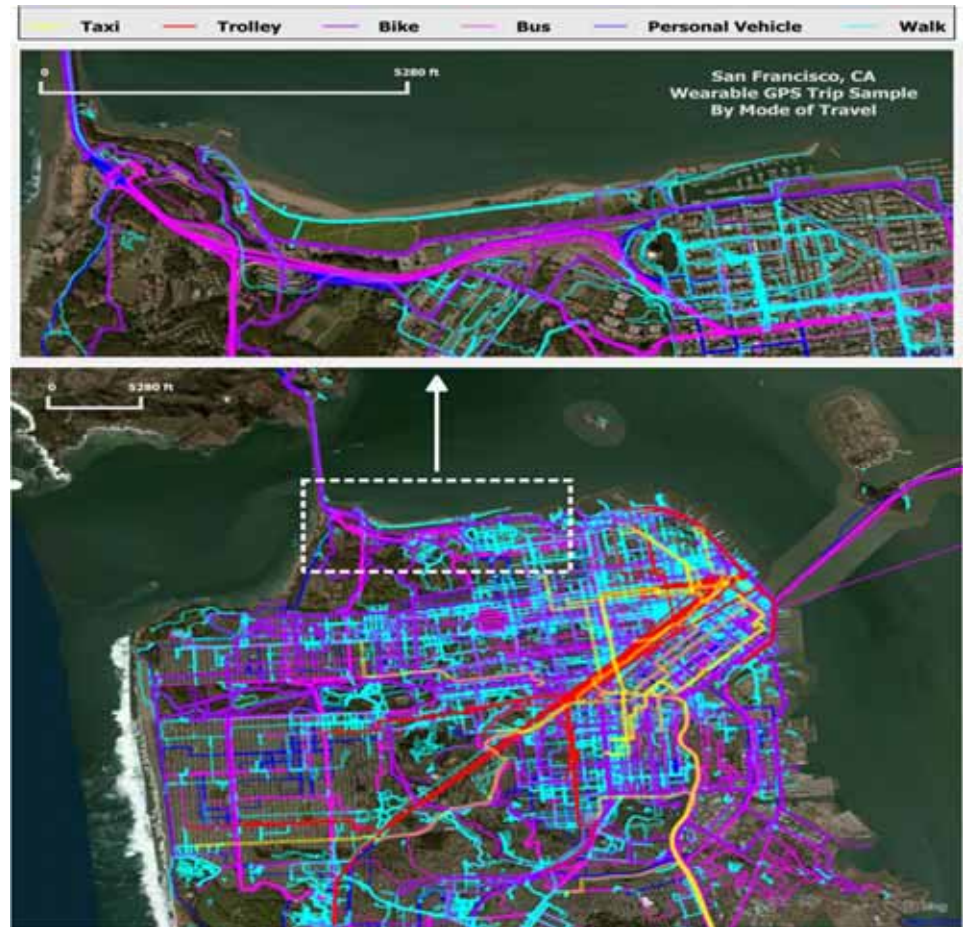 Taxi Trolley Bike Bus Personal Vehicle Walk
0 5280 ft
San Francisco, CA
Wearable GPS Trip Sample
By Mode of Travel
0 5280 ft